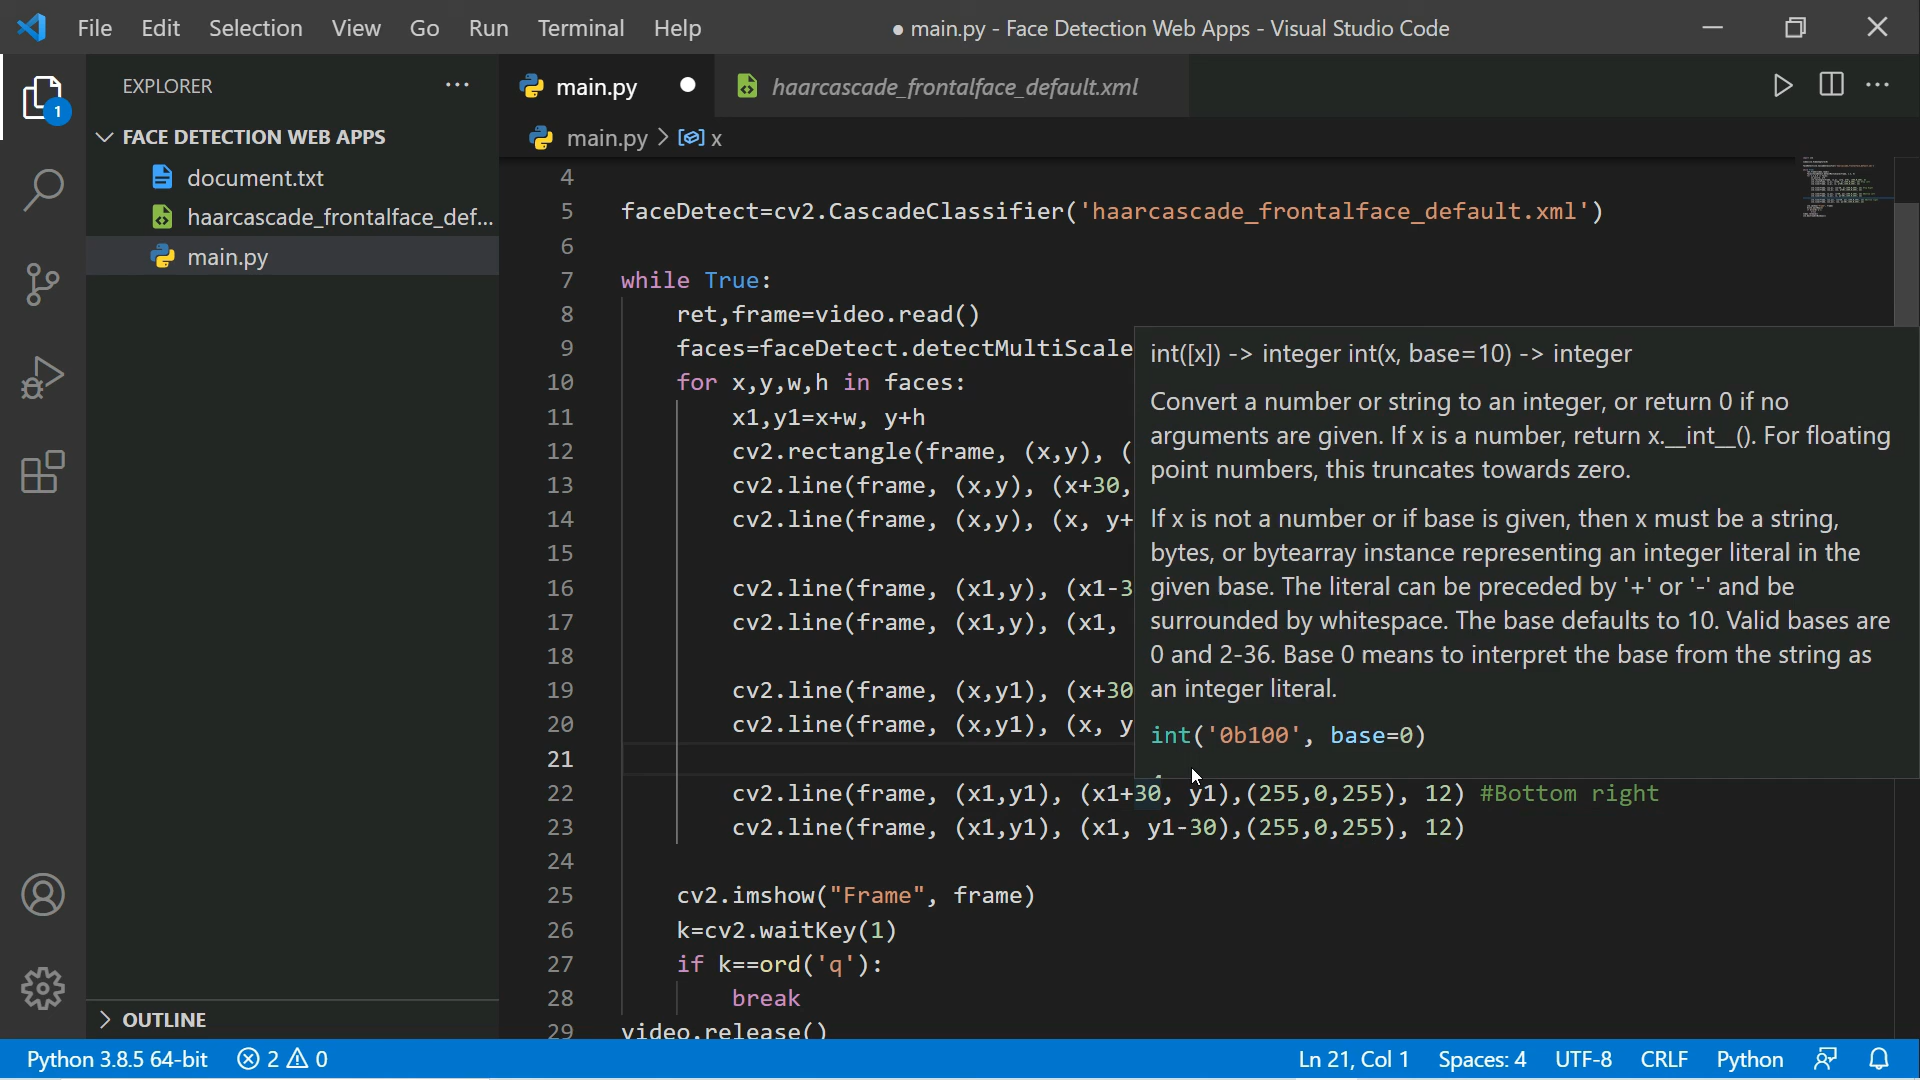 File Edit Selection View Go Run Terminal Help
● main.py - Face Detection Web Apps - Visual Studio Code
1
EXPLORER ...
FACE DETECTION WEB APPS
document.txt
haarcascade_frontalface_def...
main.py
OUTLINE
main.py
haarcascade_frontalface_default.xml
main.py > x
4
5 faceDetect=cv2.CascadeClassifier('haarcascade_frontalface_default.xml')
6
7 while True:
8 ret,frame=video.read()
9 faces=faceDetect.detectMultiScale
10 for x,y,w,h in faces:
11 x1,y1=x+w, y+h
12 cv2.rectangle(frame, (x,y), (
13 cv2.line(frame, (x,y), (x+30,
14 cv2.line(frame, (x,y), (x, y+
15
16 cv2.line(frame, (x1,y), (x1-3
17 cv2.line(frame, (x1,y), (x1,
18
19 cv2.line(frame, (x,y1), (x+30
20 cv2.line(frame, (x,y1), (x, y
21
22 cv2.line(frame, (x1,y1), (x1+30, y1),(255,0,255), 12) #Bottom right
23 cv2.line(frame, (x1,y1), (x1, y1-30),(255,0,255), 12)
24
25 cv2.imshow("Frame", frame)
26 k=cv2.waitKey(1)
27 if k==ord('q'):
28 break
29 video.release()
int([x]) -> integer int(x, base=10) -> integer
Convert a number or string to an integer, or return 0 if no
arguments are given. If x is a number, return x.__int__(). For floating
point numbers, this truncates towards zero.
If x is not a number or if base is given, then x must be a string,
bytes, or bytearray instance representing an integer literal in the
given base. The literal can be preceded by '+' or '-' and be
surrounded by whitespace. The base defaults to 10. Valid bases are
0 and 2-36. Base 0 means to interpret the base from the string as
an integer literal.
int('0b100', base=0)
Python 3.8.5 64-bit 2 0
Ln 21, Col 1 Spaces: 4 UTF-8 CRLF Python